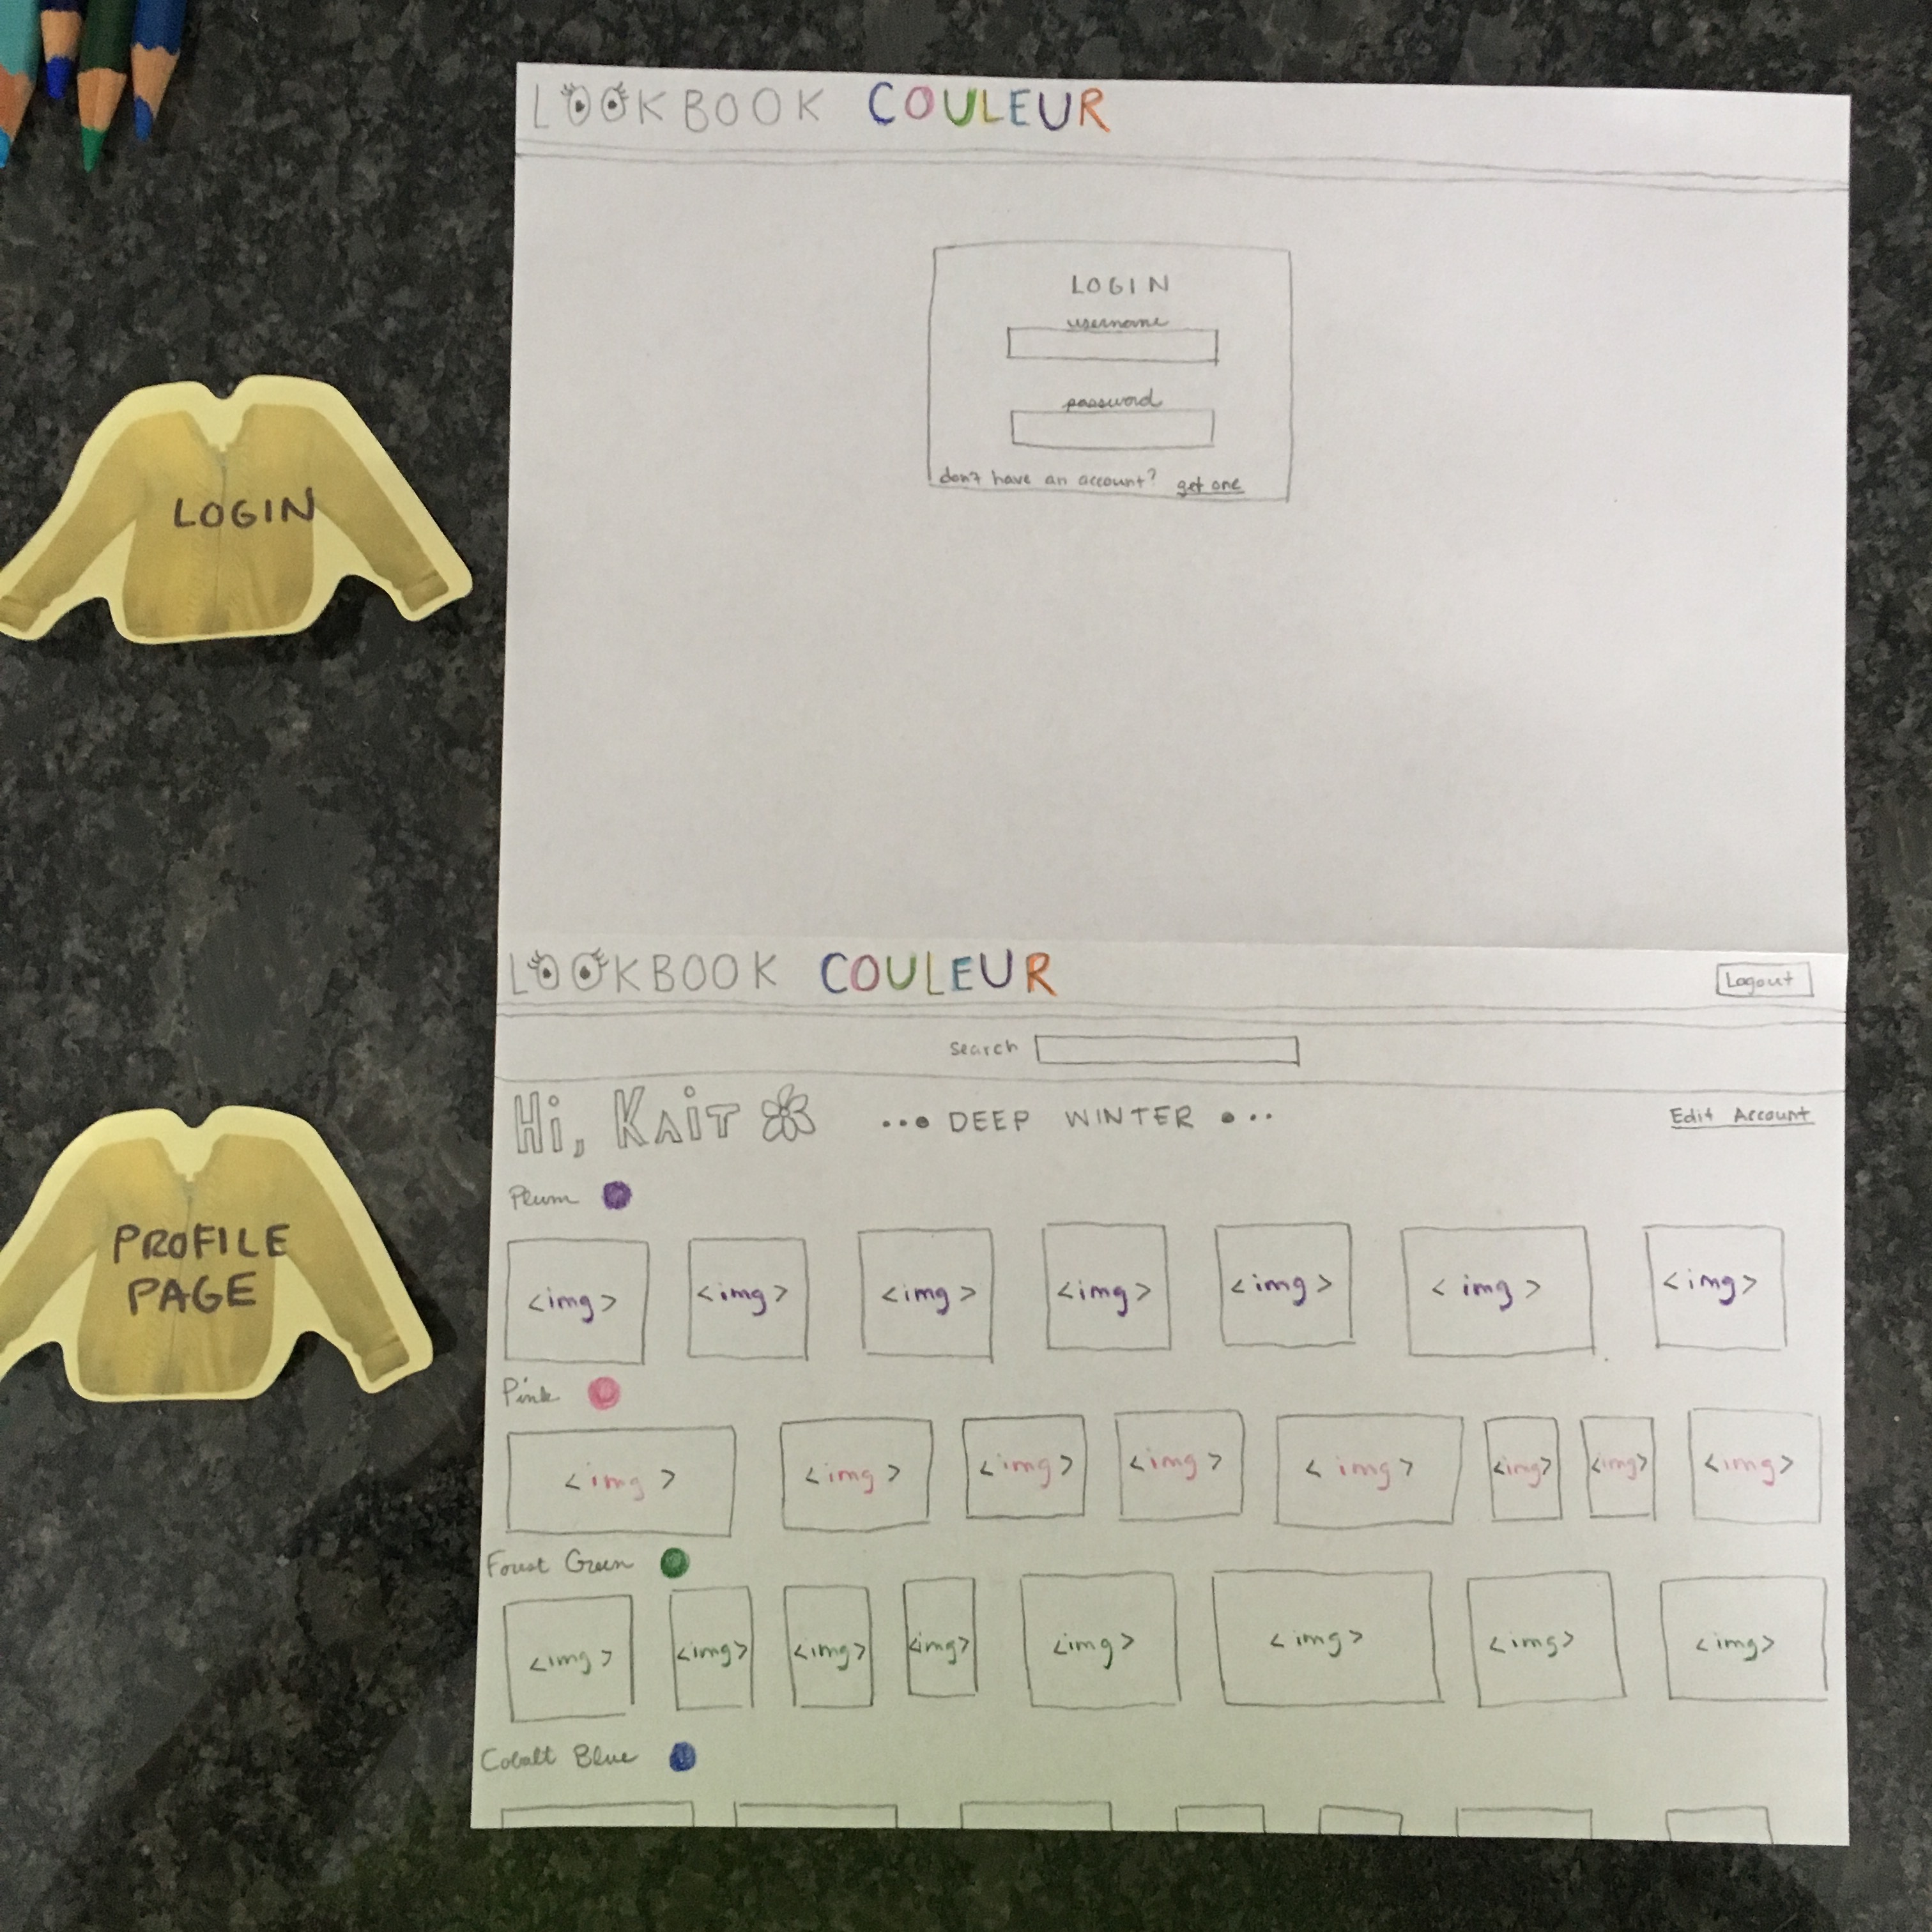 LOOKBOOK COULEUR
LOGIN
username
password
don't have an account? get one
LOGIN
LOOKBOOK COULEUR Logout
Search
Hi, KAiT ••• DEEP WINTER ••• Edit Account
Plum
<img> <img> <img> <img> <img> <img> <img>
PROFILE
PAGE
Pink
<img> <img> <img> <img> <img> <img> <img> <img>
Forest Green
<img> <img> <img> <img> <img> <img> <img> <img>
Cobalt Blue